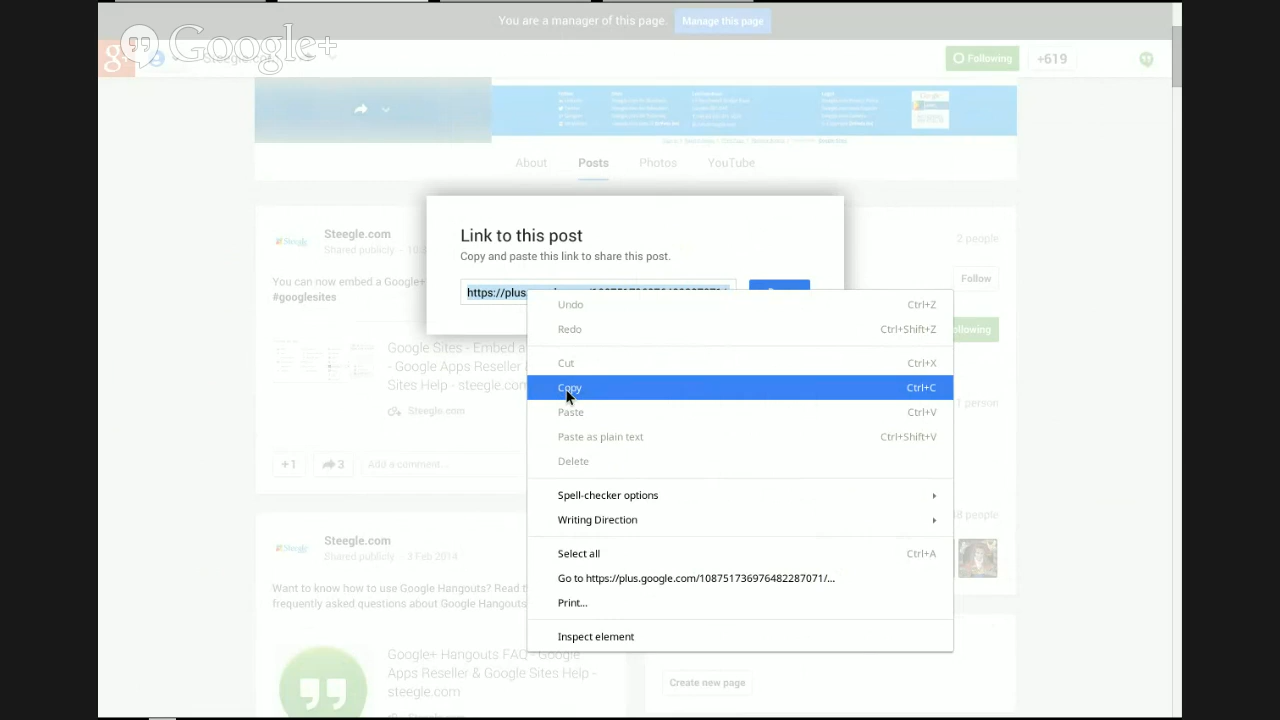 You are a manager of this page. Manage this page
Google+
Following
+619
About Posts Photos YouTube
Link to this post
Copy and paste this link to share this post.
https://plus.
Steegle.com
Shared publicly
You can now embed a Google+
#googlesites
Google Sites - Embed a
- Google Apps Reseller &
Sites Help - steegle.com
Steegle.com
+1
3
Add a comment...
Steegle.com
Shared publicly - 3 Feb 2014
Want to know how to use Google Hangouts? Read th
frequently asked questions about Google Hangouts
Google+ Hangouts FAQ - Google
Apps Reseller & Google Sites Help -
steegle.com
Undo Ctrl+Z
Redo Ctrl+Shift+Z
Cut Ctrl+X
Copy Ctrl+C
Paste Ctrl+V
Paste as plain text Ctrl+Shift+V
Delete
Spell-checker options
Writing Direction
Select all Ctrl+A
Go to https://plus.google.com/108751736976482287071/...
Print...
Inspect element
2 people
Follow
ollowing
1 person
8 people
Create new page